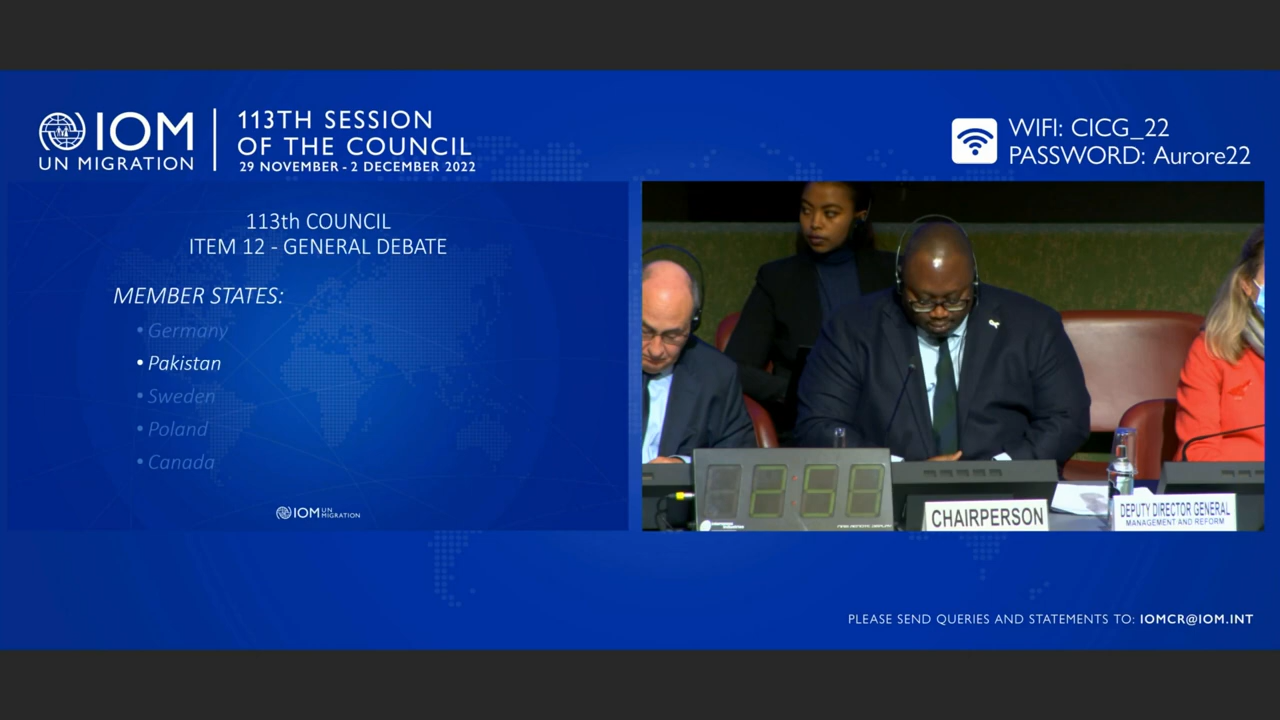 IOM
UN MIGRATION
113TH SESSION
OF THE COUNCIL
29 NOVEMBER - 2 DECEMBER 2022
WIFI: CICG_22
PASSWORD: Aurore22
113th COUNCIL
ITEM 12 - GENERAL DEBATE
MEMBER STATES:
• Germany
• Pakistan
• Sweden
• Poland
• Canada
IOM UN MIGRATION
2:58
CHAIRPERSON
DEPUTY DIRECTOR GENERAL
MANAGEMENT AND REFORM
PLEASE SEND QUERIES AND STATEMENTS TO: IOMCR@IOM.INT